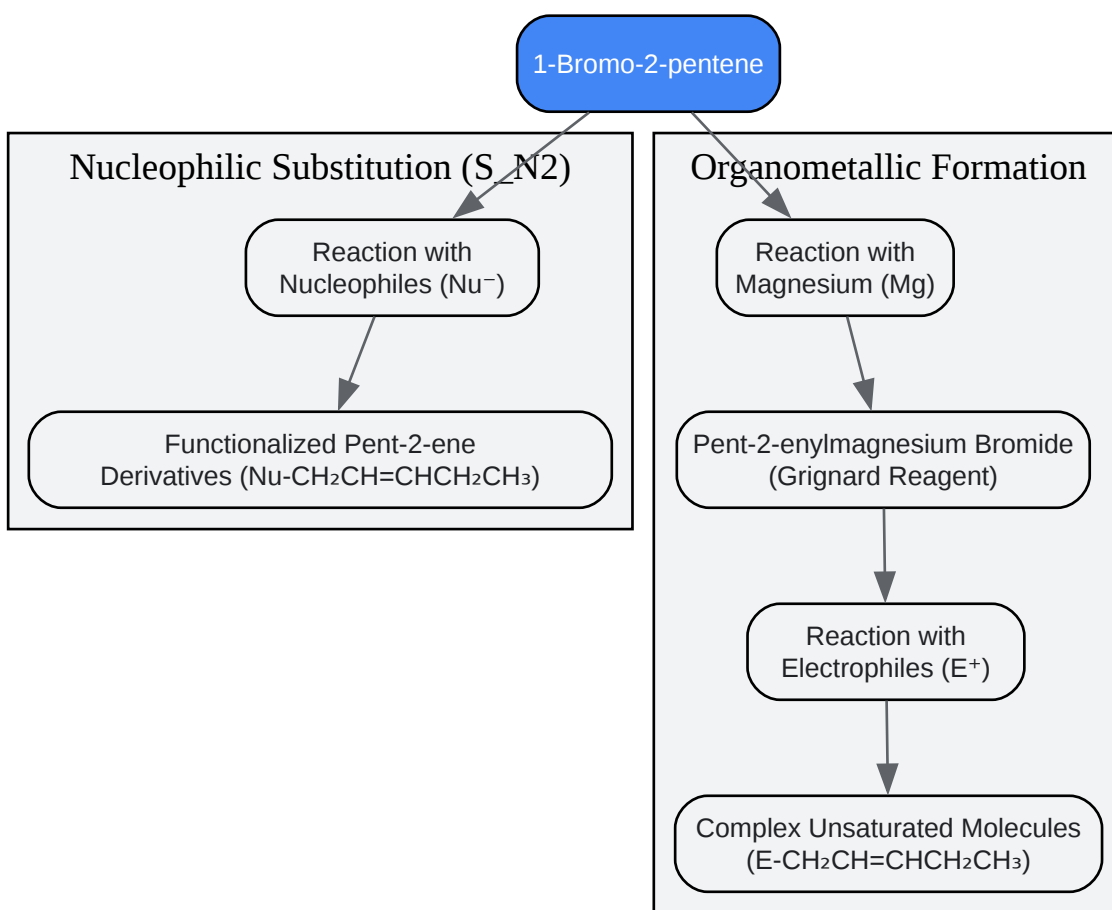 1-Bromo-2-pentene
Nucleophilic Substitution (S_N2)
Reaction with
Nucleophiles (Nu⁻)
Functionalized Pent-2-ene
Derivatives (Nu-CH₂CH=CHCH₂CH₃)
Organometallic Formation
Reaction with
Magnesium (Mg)
Pent-2-enylmagnesium Bromide
(Grignard Reagent)
Reaction with
Electrophiles (E⁺)
Complex Unsaturated Molecules
(E-CH₂CH=CHCH₂CH₃)